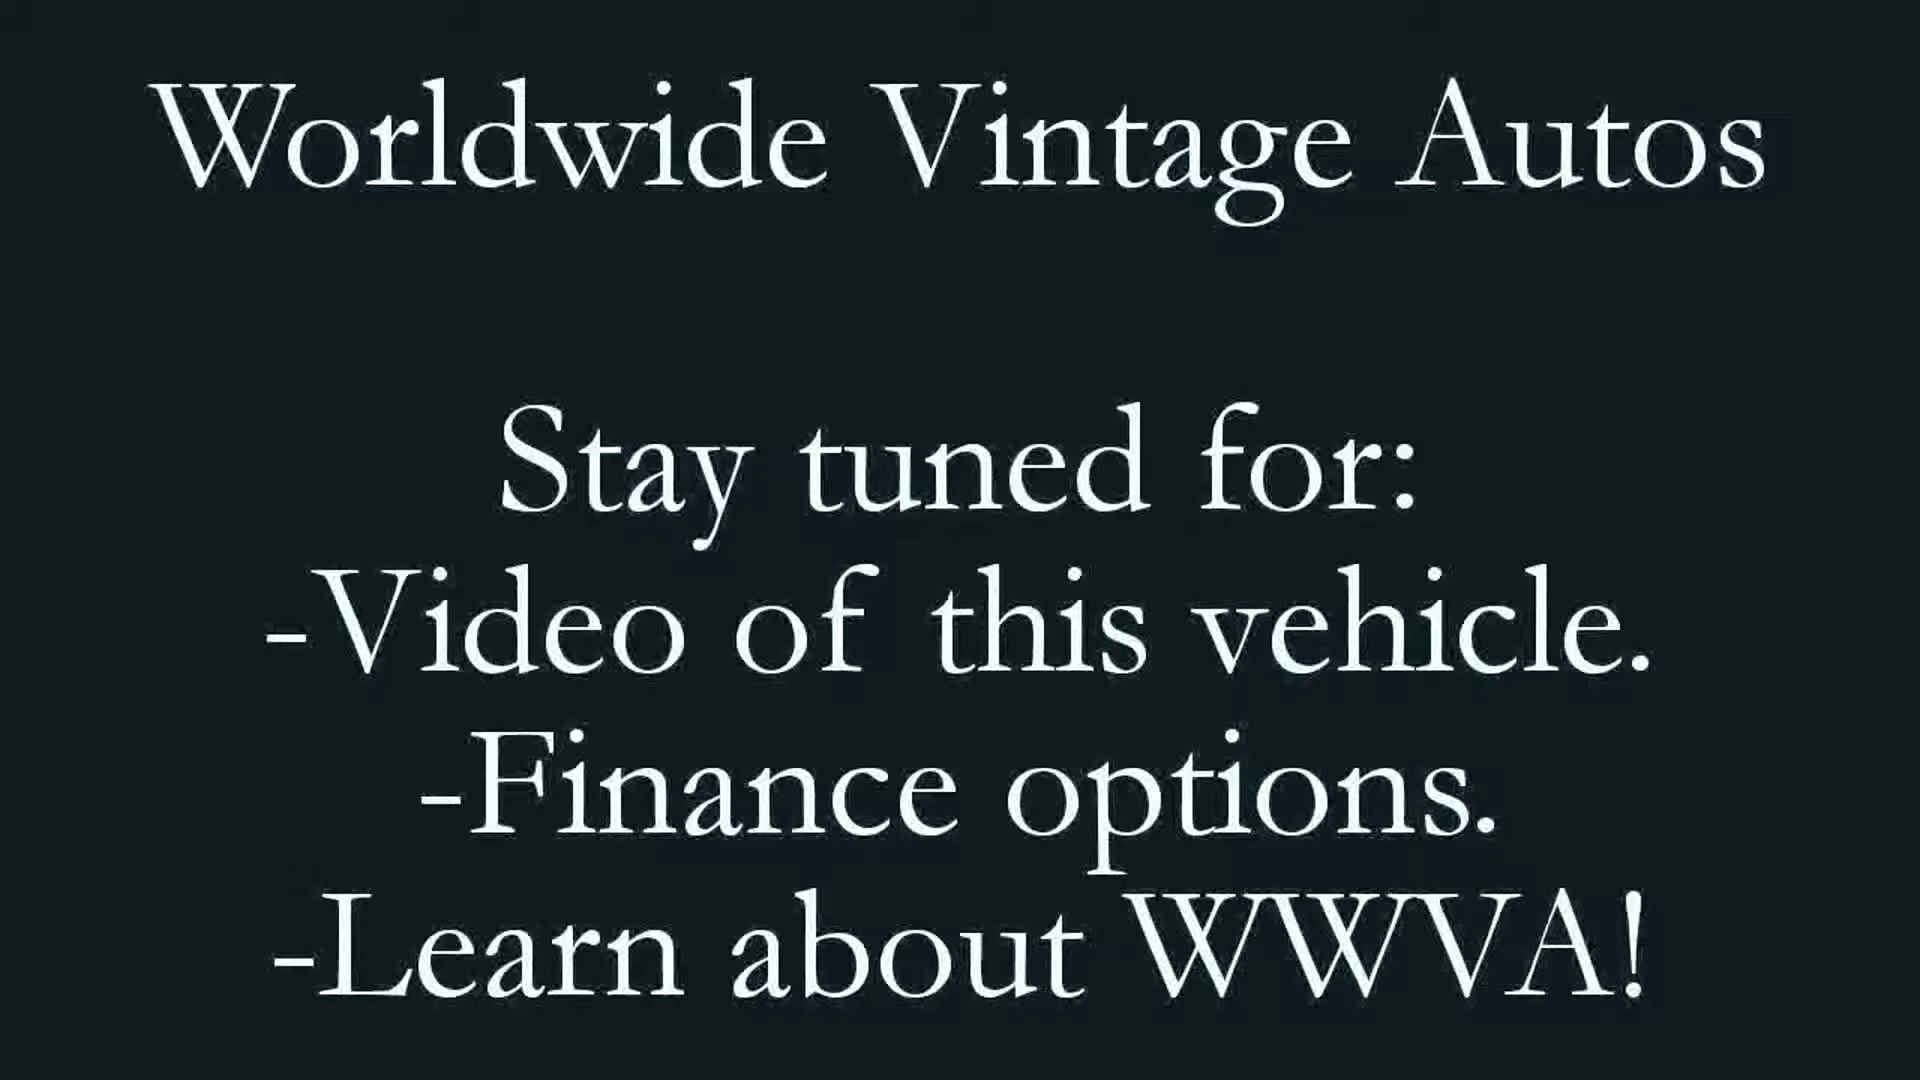 Worldwide Vintage Autos
Stay tuned for:
-Video of this vehicle.
-Finance options.
-Learn about WWVA!